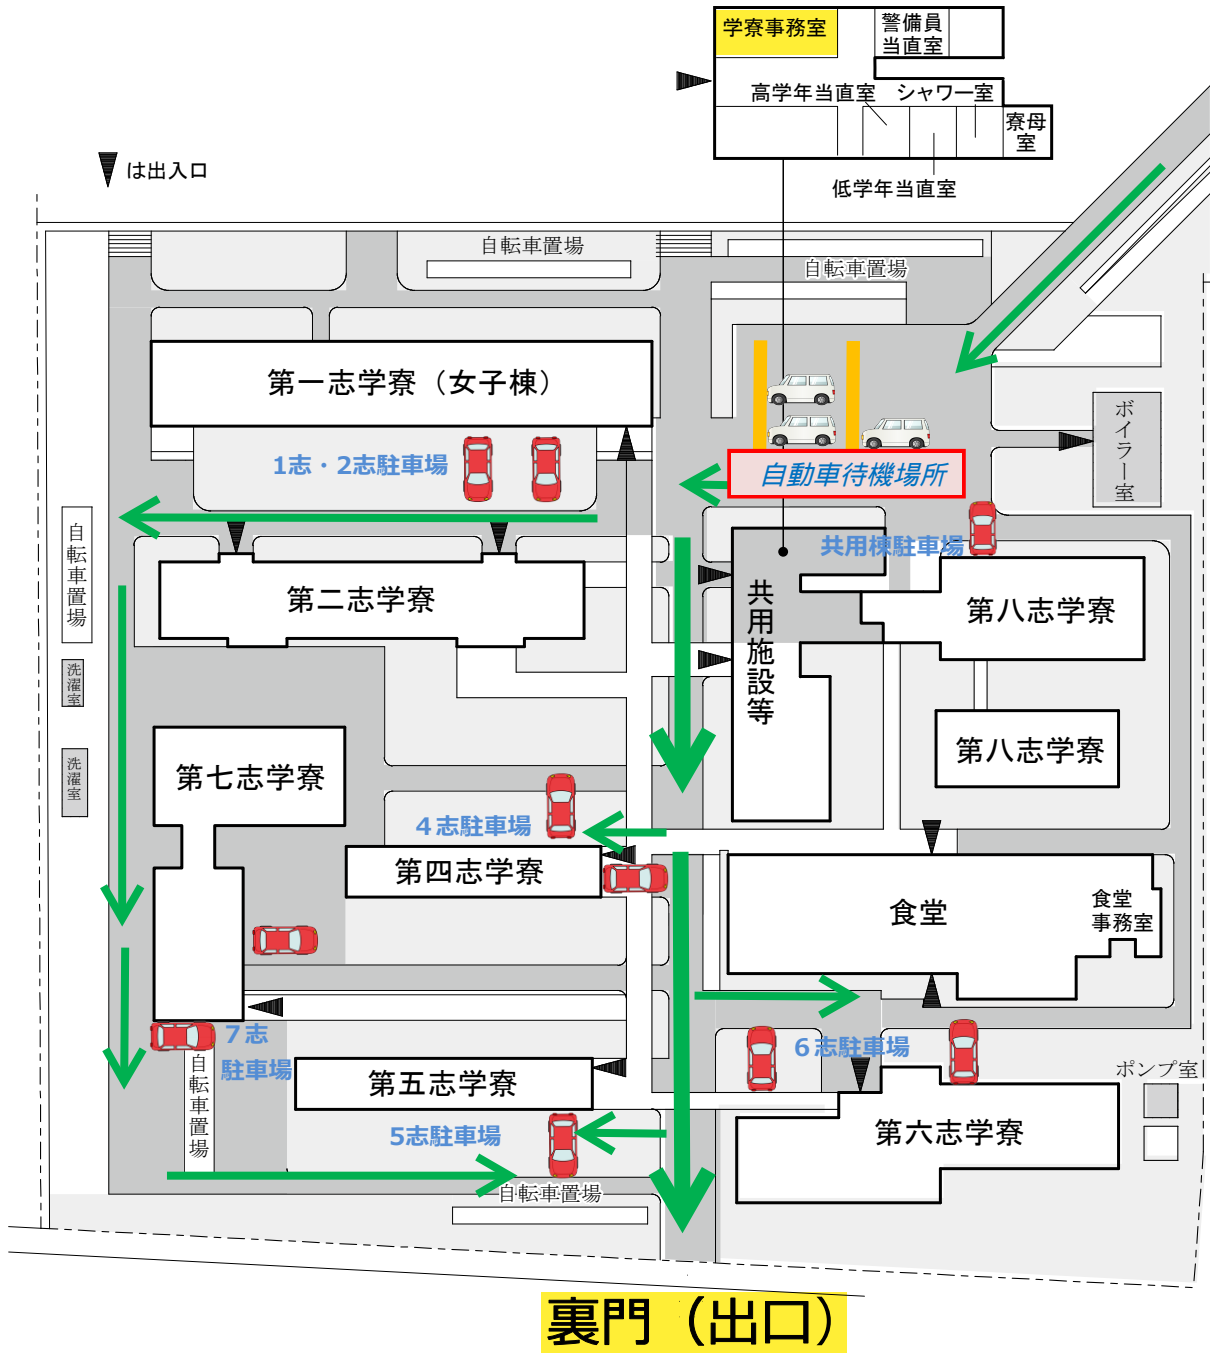 学寮事務室
警備員
当直室
高学年当直室
シャワー室
寮母
室
低学年当直室
は出入口
自転車置場
自転車置場
第一志学寮（女子棟）
1志・2志駐車場
自動車待機場所
ボイラー室
自転車置場
共用棟駐車場
第二志学寮
共用施設等
第八志学寮
洗濯室
第七志学寮
第八志学寮
洗濯室
４志駐車場
第四志学寮
食堂
食堂
事務室
７志
駐車場
６志駐車場
自転車置場
第五志学寮
ポンプ室
5志駐車場
第六志学寮
自転車置場
裏門（出口）